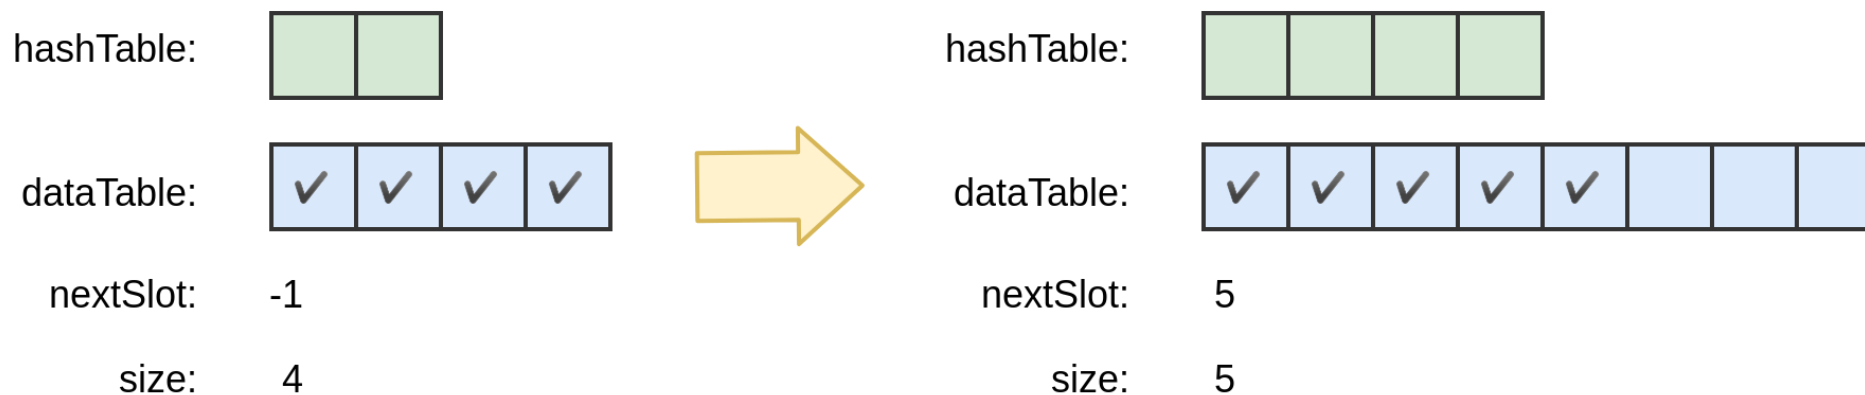 hashTable:
dataTable:
✔ ✔ ✔ ✔
nextSlot: -1
size: 4
hashTable:
dataTable:
✔ ✔ ✔ ✔ ✔
nextSlot: 5
size: 5